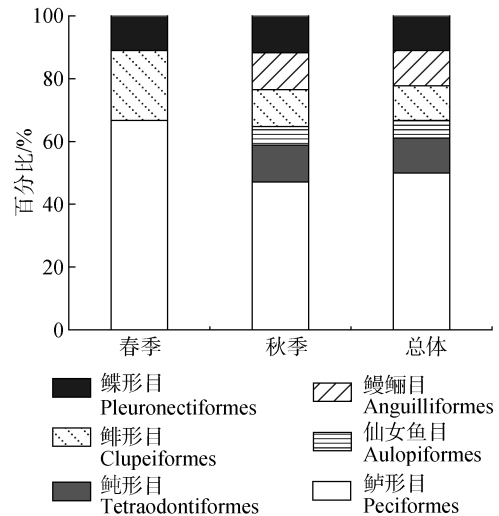 100
80
60
40
20
0
百分比/%
春季
秋季
总体
鲽形目
Pleuronectiformes
鳗鲡目
Anguilliformes
鲱形目
Clupeiformes
仙女鱼目
Aulopiformes
鲀形目
Tetraodontiformes
鲈形目
Peciformes